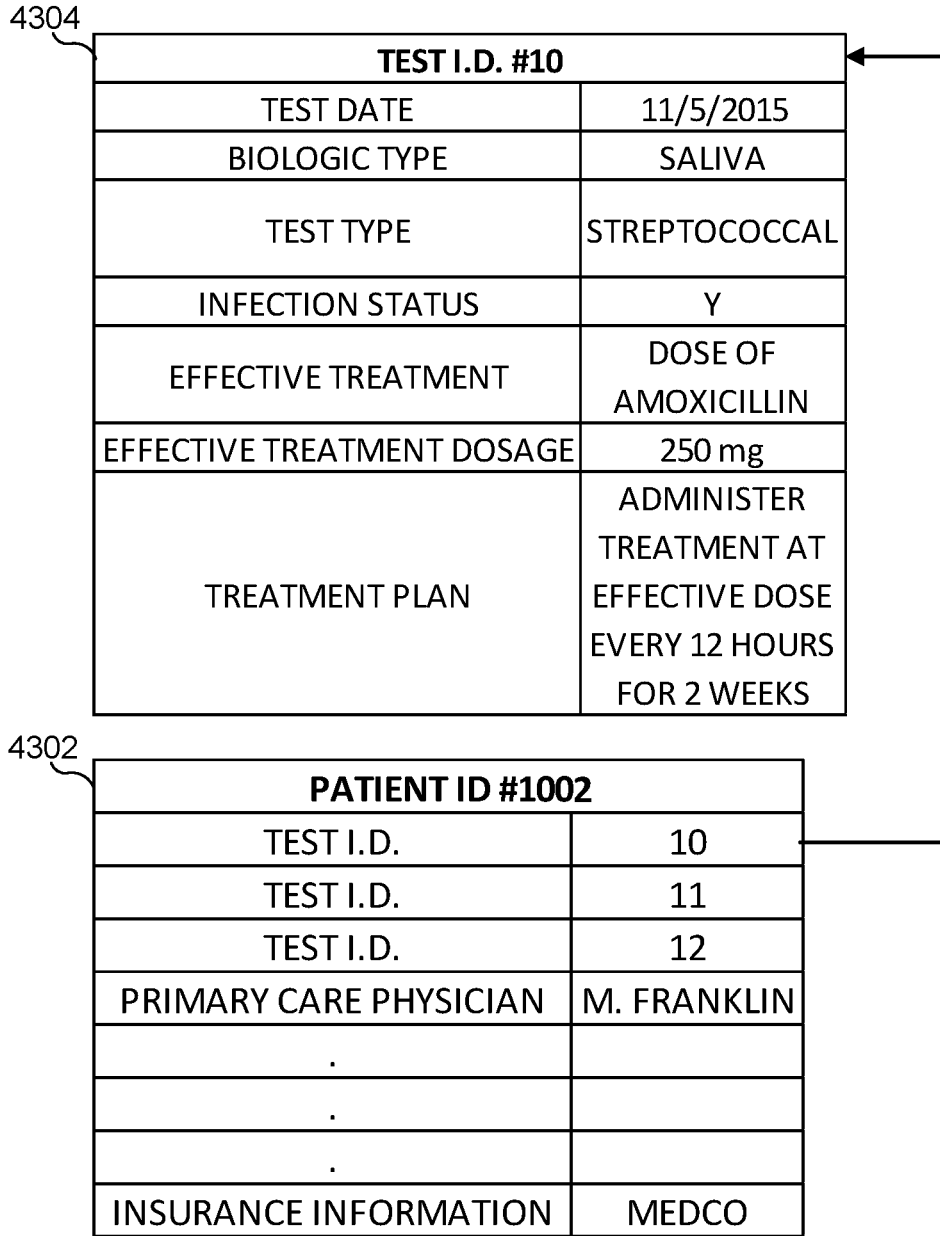 4304
TEST I.D. #10
TEST DATE 11/5/2015
BIOLOGIC TYPE SALIVA
TEST TYPE STREPTOCOCCAL
INFECTION STATUS Y
EFFECTIVE TREATMENT DOSE OF
AMOXICILLIN
EFFECTIVE TREATMENT DOSAGE 250 mg
TREATMENT PLAN ADMINISTER
TREATMENT AT
EFFECTIVE DOSE
EVERY 12 HOURS
FOR 2 WEEKS
4302
PATIENT ID #1002
TEST I.D. 10
TEST I.D. 11
TEST I.D. 12
PRIMARY CARE PHYSICIAN M. FRANKLIN
.
.
.
INSURANCE INFORMATION MEDCO